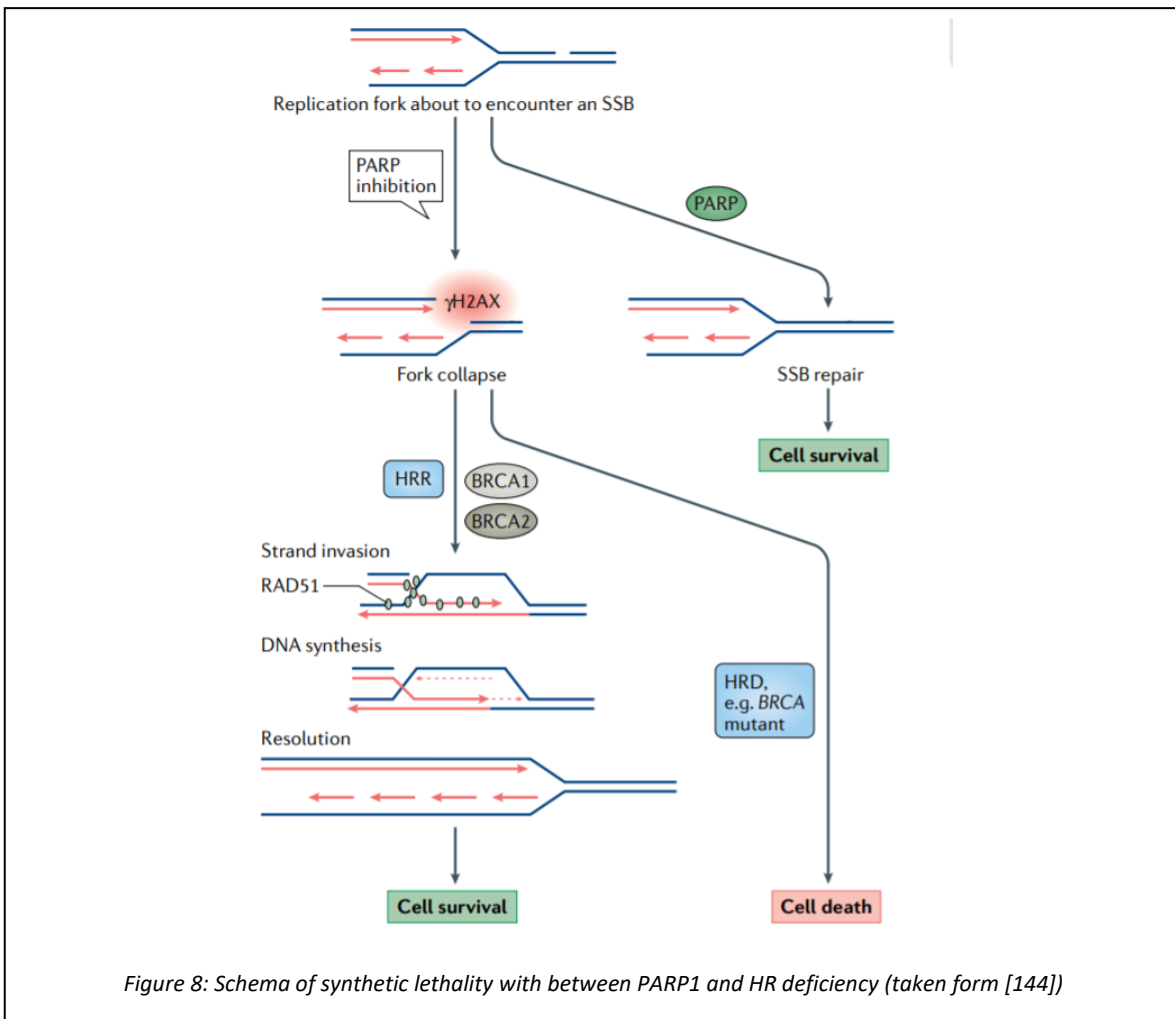 Replication fork about to encounter an SSB
PARP
inhibition
PARP
γH2AX
Fork collapse
SSB repair
Cell survival
HRR
BRCA1
BRCA2
Strand invasion
RAD51
DNA synthesis
HRD,
e.g. BRCA
mutant
Resolution
Cell survival
Cell death
Figure 8: Schema of synthetic lethality with between PARP1 and HR deficiency (taken form [144])